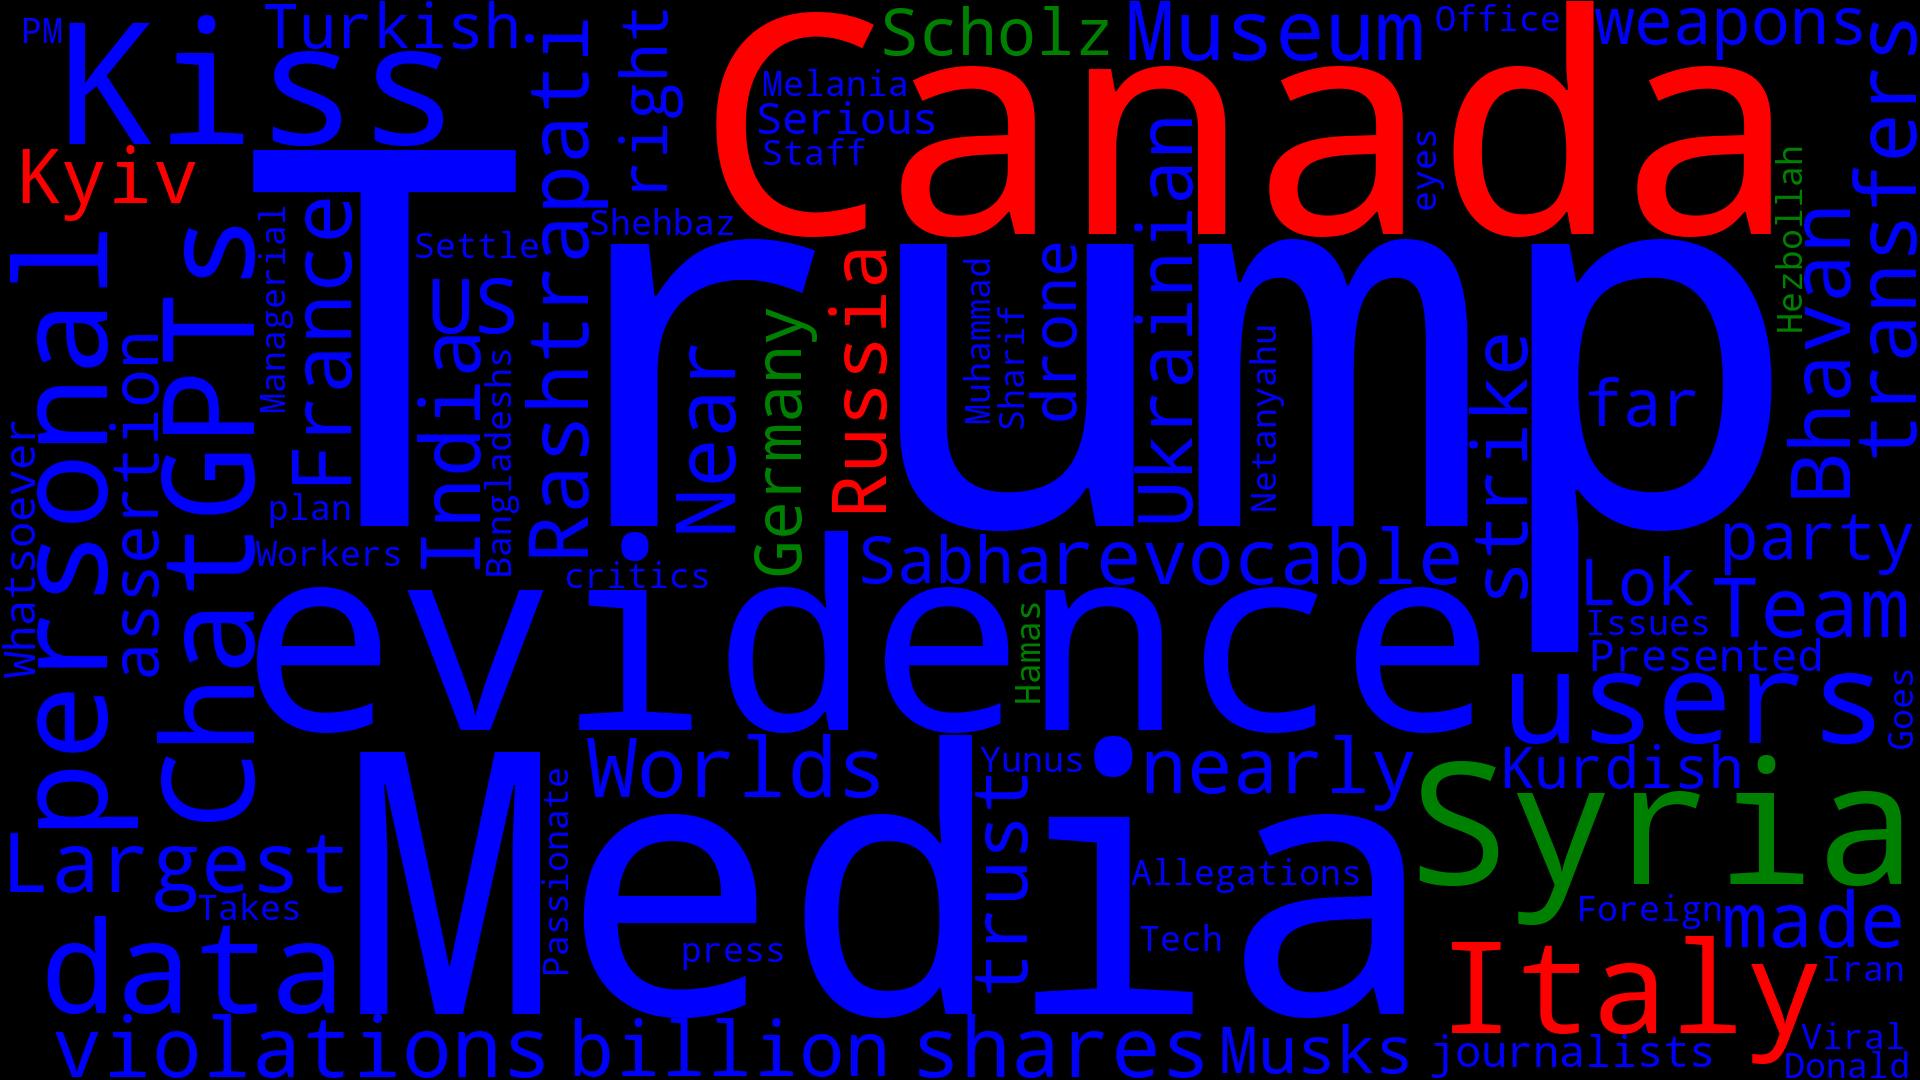 PM
Kiss
Turkish
Rashtrapati
right
Canada
Scholz
Museum
Office
weapons
transfers
Melania
Serious
Staff
Kyiv
personal
ChatGPTs
assertion
Whatsoever
Managerial
France
Trump
Settle
US
India
Bangladeshs
Shehbaz
Near
Germany
Russia
Muhammad
Sharif
drone
Ukrainian
Netanyahu
eyes
strike
far
Hezbollah
Bhavan
plan
Workers
critics
evidence
Sabha
revocable
Hamas
party
Lok
Team
Issues
Presented
users
Goes
Worlds
Yunus
nearly
Kurdish
Syria
Largest
Takes
Media
Passionate
press
trust
Allegations
Tech
Foreign
made
data
Italy
Iran
violations
billion
shares
Musks
journalists
Viral
Donald